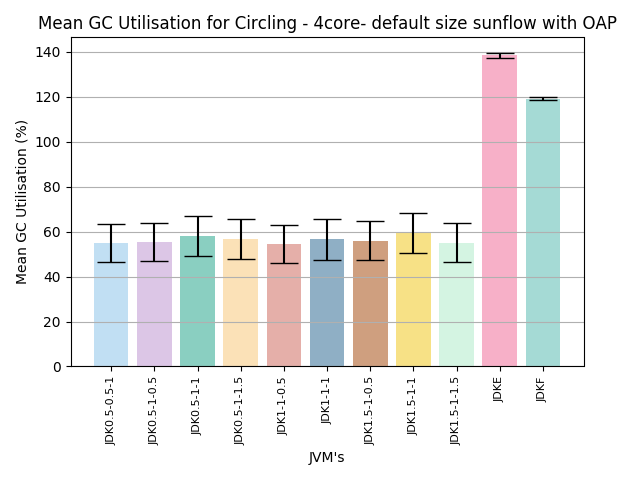 Mean GC Utilisation for Circling - 4core- default size sunflow with OAP
Mean GC Utilisation (%)
140
120
100
80
60
40
20
0
JDK0.5-0.5-1
JDK0.5-1-0.5
JDK0.5-1-1
JDK0.5-1-1.5
JDK1-1-0.5
JDK1-1-1
JDK1.5-1-0.5
JDK1.5-1-1
JDK1.5-1-1.5
JDKE
JDKF
JVM's